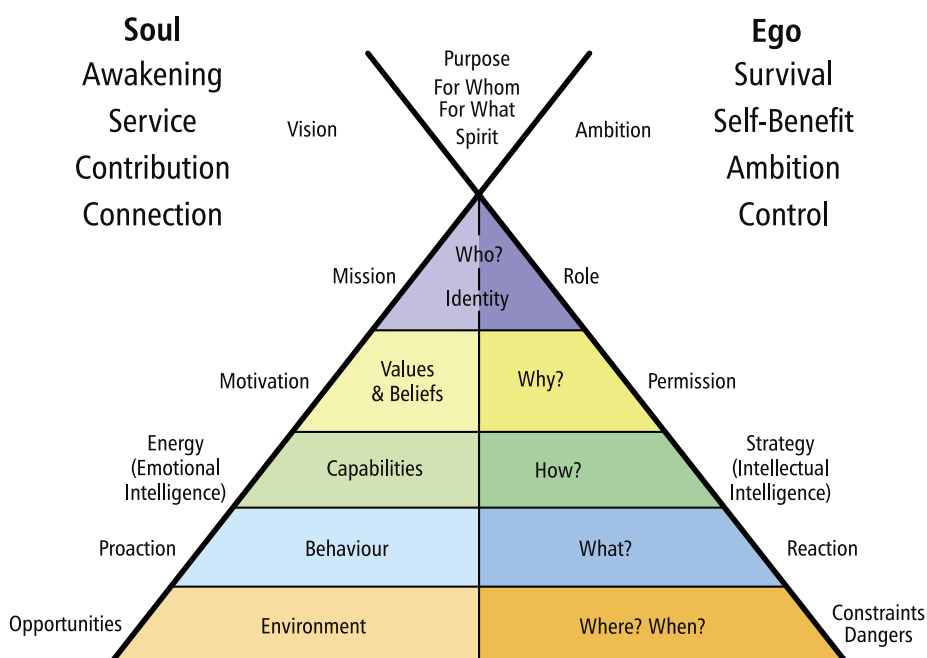 Soul
Awakening
Service
Contribution
Connection
Vision
Purpose
For Whom
For What
Spirit
Ambition
Ego
Survival
Self-Benefit
Ambition
Control
Mission
Who?
Identity
Role
Motivation
Values
& Beliefs
Why?
Permission
Energy
(Emotional
Intelligence)
Capabilities
How?
Strategy
(Intellectual
Intelligence)
Proaction
Behaviour
What?
Reaction
Opportunities
Environment
Where? When?
Constraints
Dangers